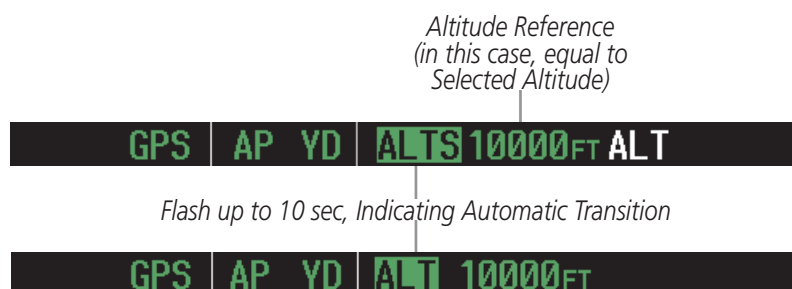 Altitude Reference
(in this case, equal to
Selected Altitude)
GPS AP YD ALTS 10000FT ALT
Flash up to 10 sec, Indicating Automatic Transition
GPS AP YD ALT 10000FT